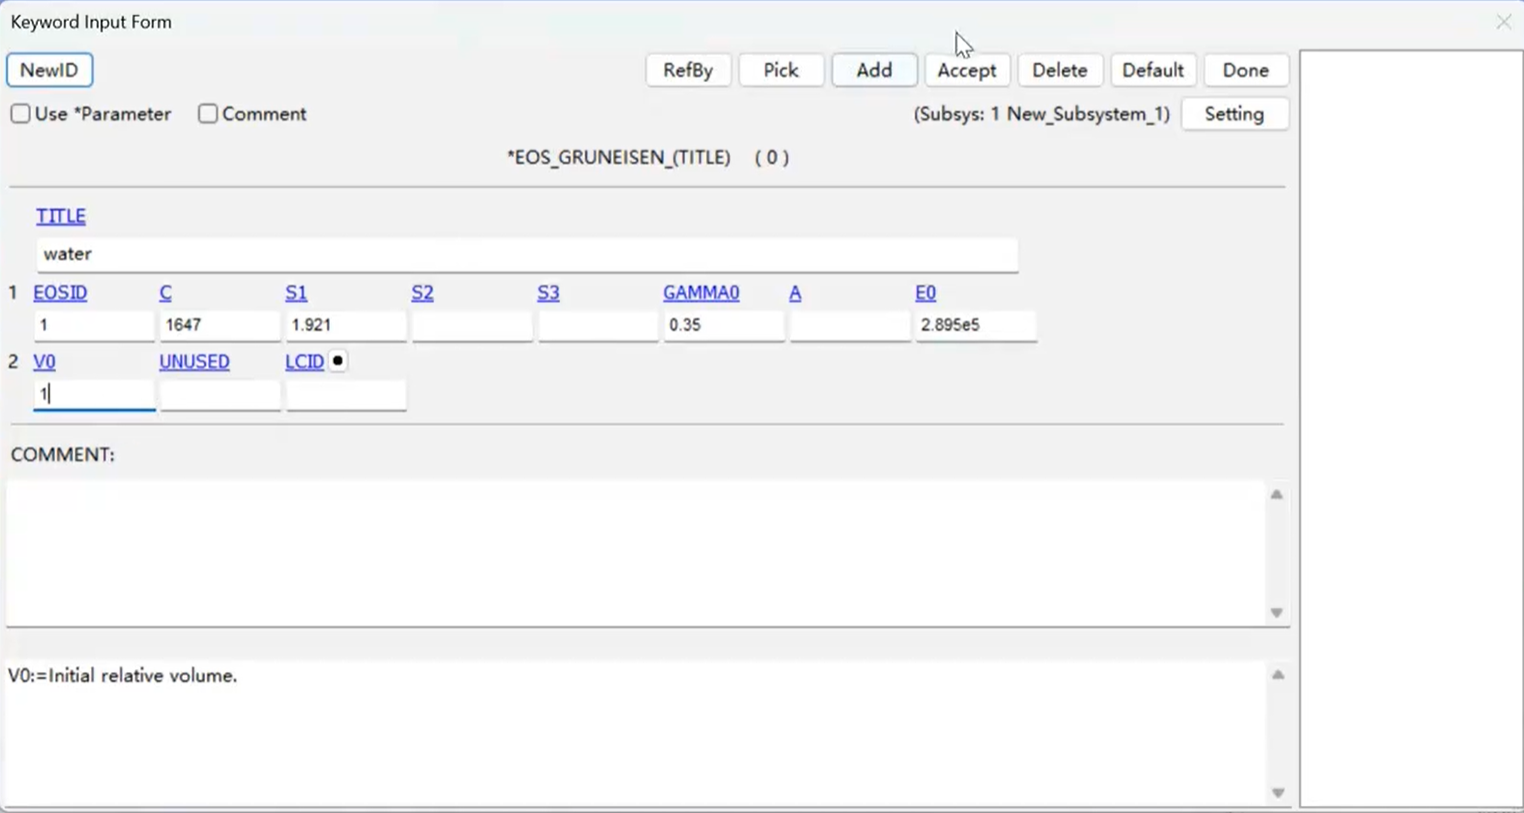 Keyword Input Form
NewID RefBy Pick Add Accept Delete Default Done
Use *Parameter Comment (Subsys: 1 New_Subsystem_1) Setting
*EOS_GRUNEISEN_(TITLE) (0)
TITLE
water
1 EOSID C S1 S2 S3 GAMMA0 A E0
1 1647 1.921 0.35 2.895e5
2 V0 UNUSED LCID
1
COMMENT:
V0:=Initial relative volume.